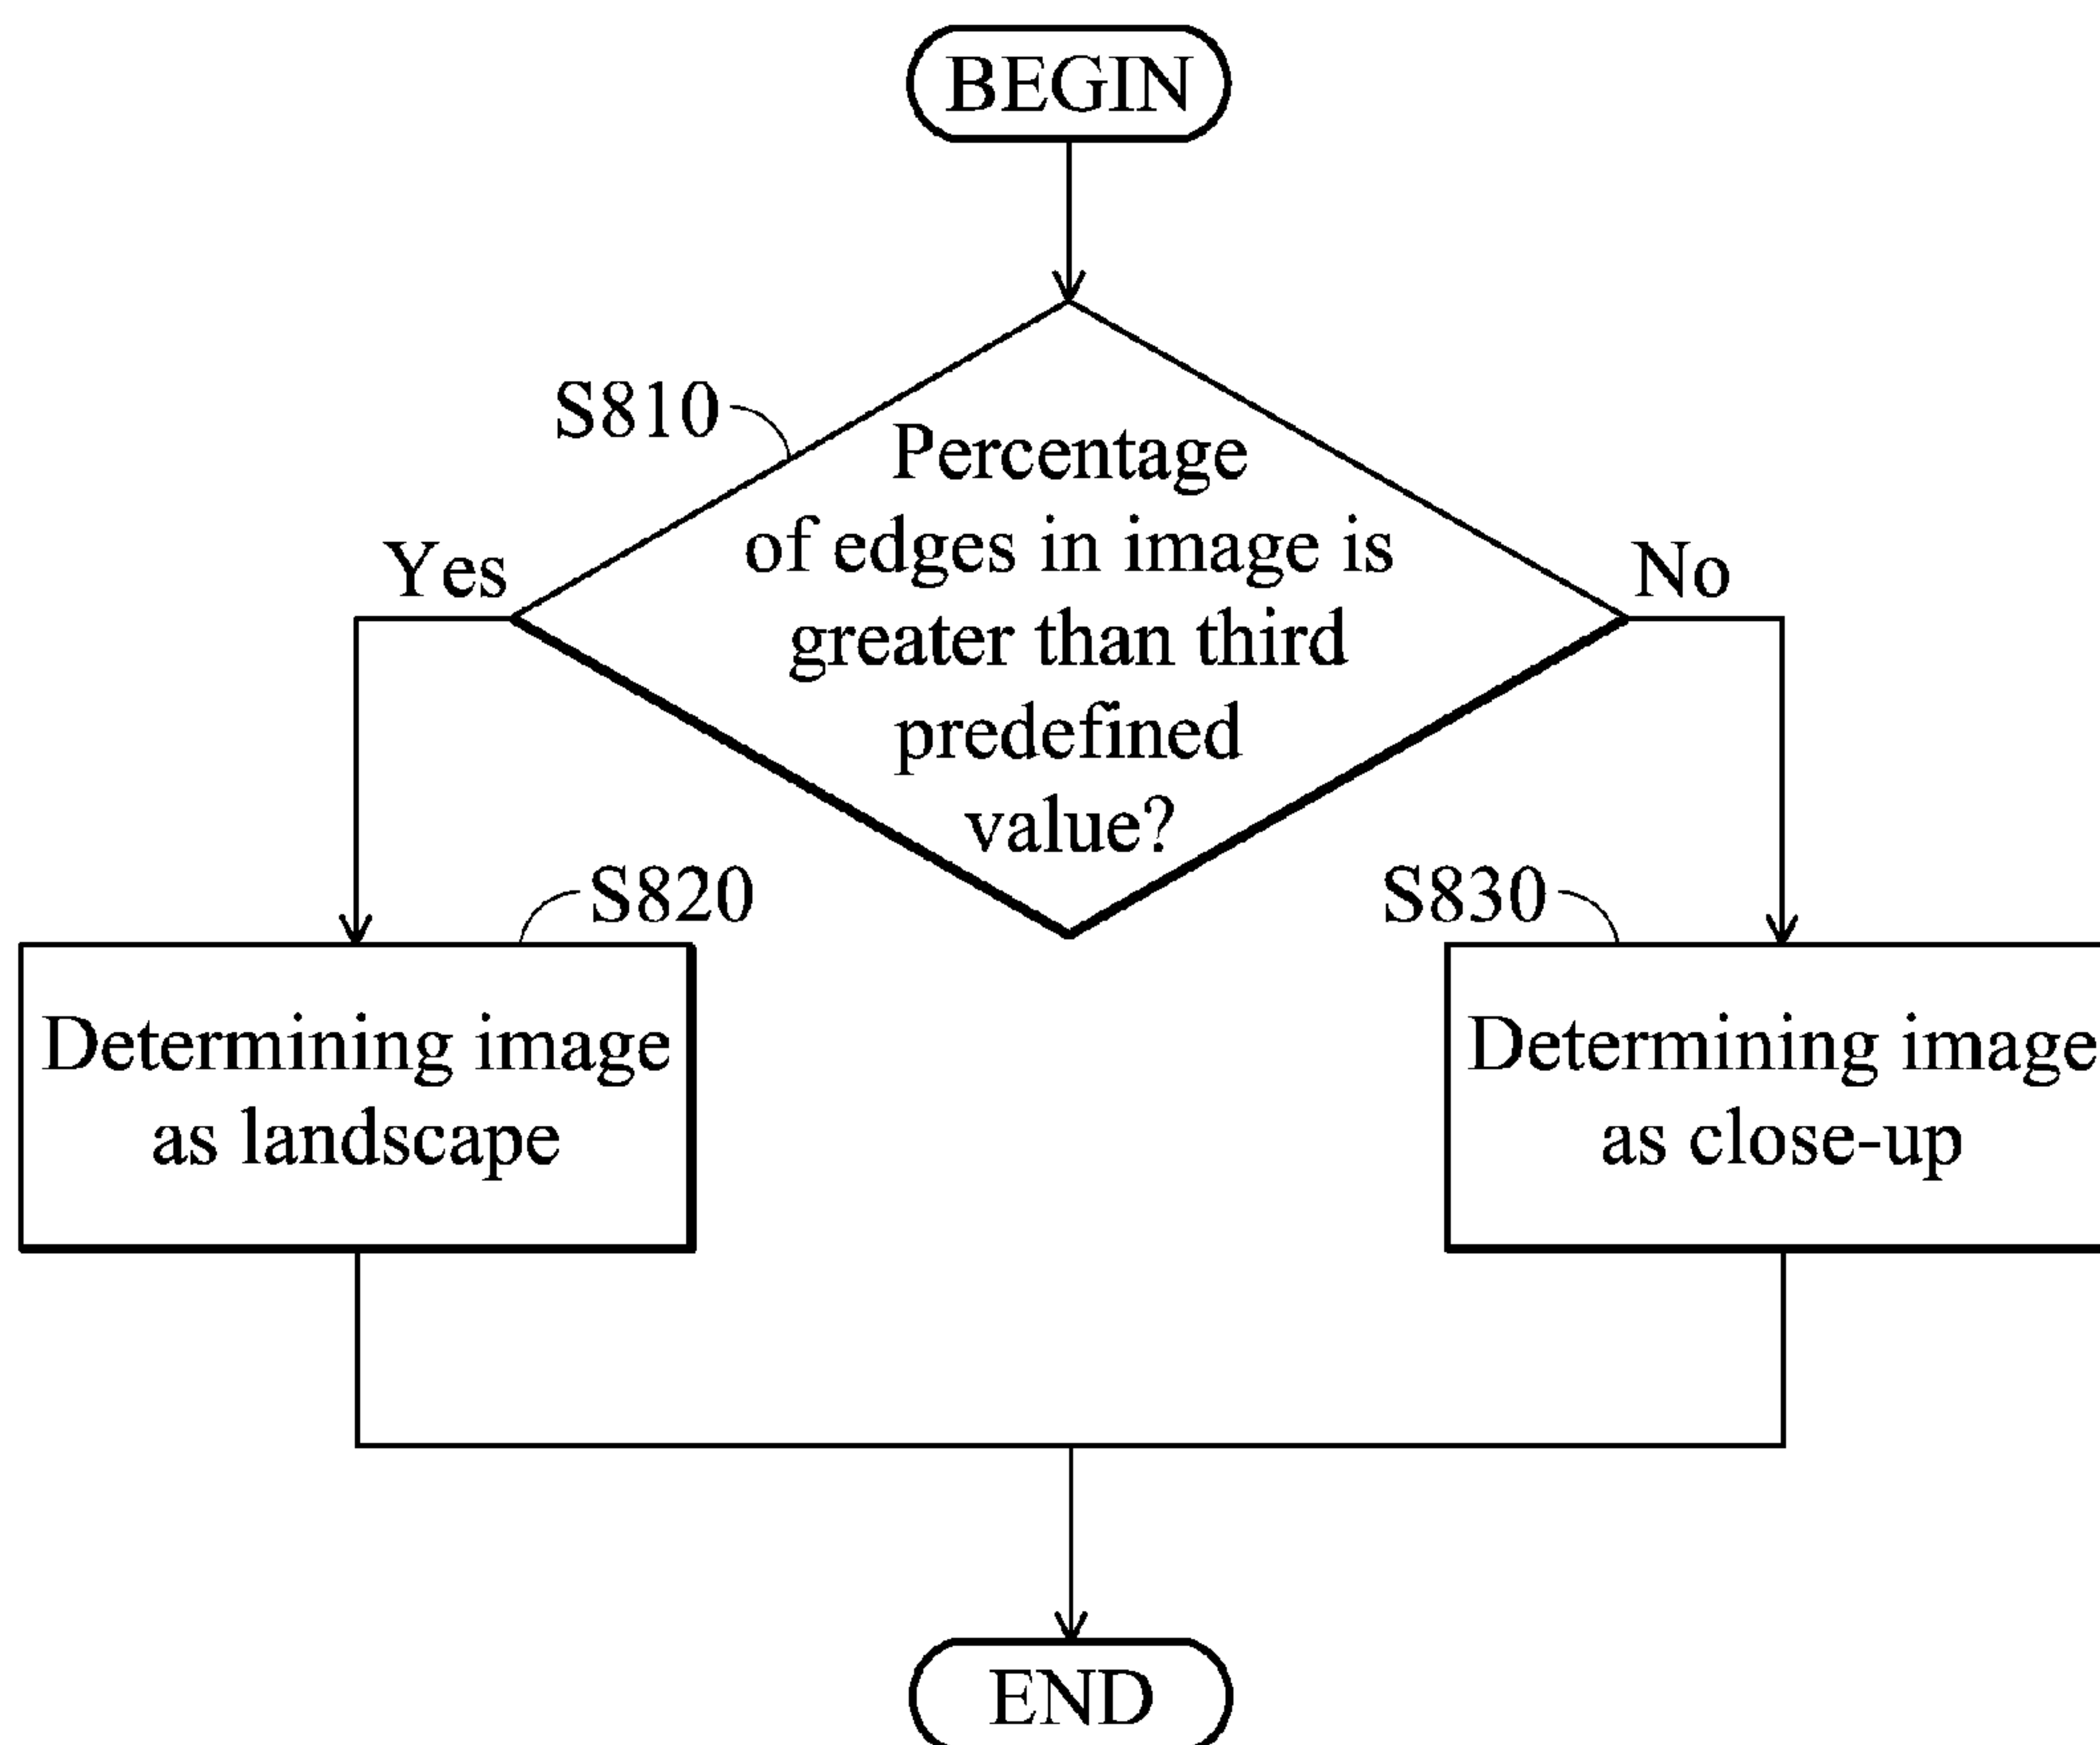 BEGIN
S810
Percentage
of edges in image is
greater than third
predefined
value?
Yes
No
S820
S830
Determining image
as landscape
Determining image
as close-up
END